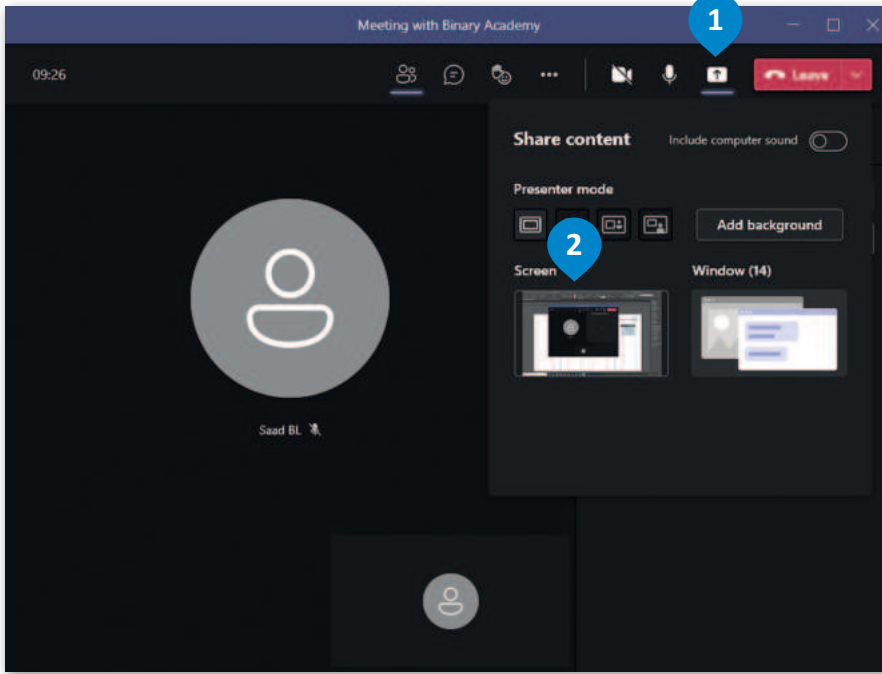 1
Meeting with Binary Academy
09:26
Leave
Share content
Include computer sound
Presenter mode
Add background
2
Screen
Window (14)
Saad BL